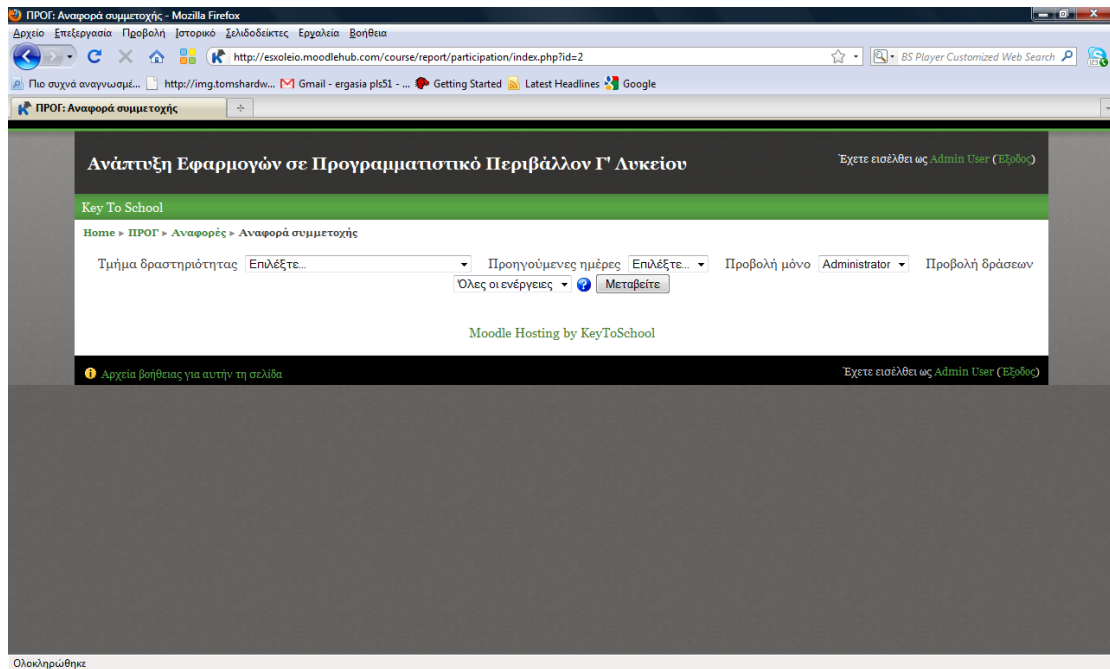 ΠΡΟΓ: Αναφορά συμμετοχής - Mozilla Firefox
Αρχείο Επεξεργασία Προβολή Ιστορικό Σελιδοδείκτες Εργαλεία Βοήθεια
http://esxoleio.moodlehub.com/course/report/participation/index.php?id=2 BS Player Customized Web Search
Πιο συχνά αναγνωσμέ... http://img.tomshardw... Gmail - ergasia pls51 - ... Getting Started Latest Headlines Google
ΠΡΟΓ: Αναφορά συμμετοχής
Ανάπτυξη Εφαρμογών σε Προγραμματιστικό Περιβάλλον Γ' Λυκείου Έχετε εισέλθει ως Admin User (Έξοδος)
Key To School
Home ▶ ΠΡΟΓ ▶ Αναφορές ▶ Αναφορά συμμετοχής
Τμήμα δραστηριότητας Επιλέξτε... Προηγούμενες ημέρες Επιλέξτε... Προβολή μόνο Administrator Προβολή δράσεων
Όλες οι ενέργειες ? Μεταβείτε
Moodle Hosting by KeyToSchool
Αρχεία βοήθειας για αυτήν τη σελίδα Έχετε εισέλθει ως Admin User (Έξοδος)
Ολοκληρώθηκε